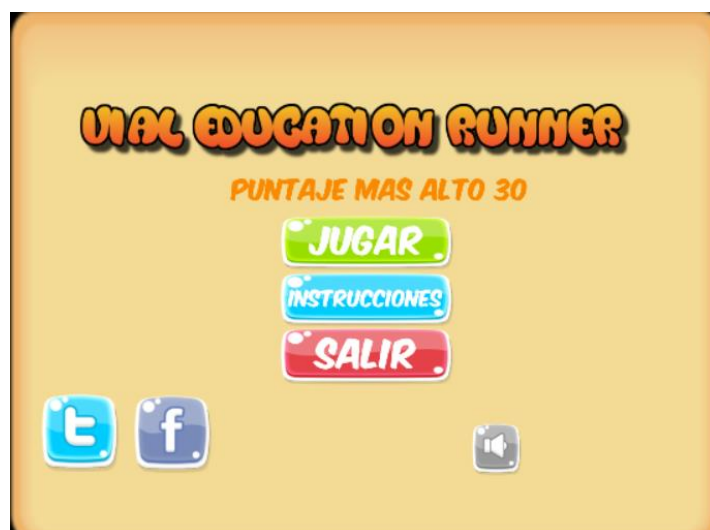 VIAL EDUCATION RUNNER
PUNTAJE MAS ALTO 30
JUGAR
INSTRUCCIONES
SALIR
t f